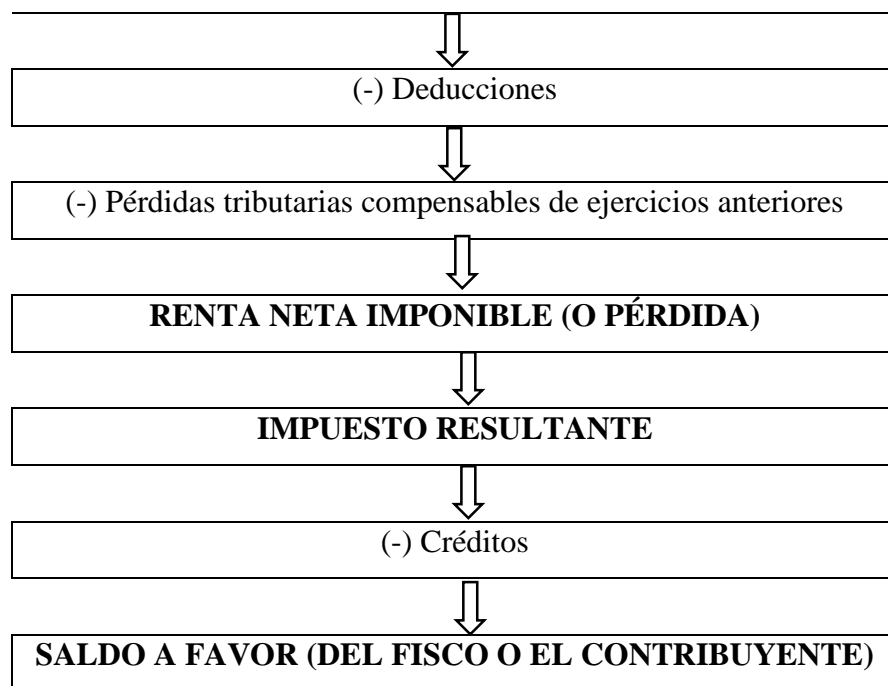 (-) Deducciones
(-) Pérdidas tributarias compensables de ejercicios anteriores
RENTA NETA IMPONIBLE (O PÉRDIDA)
IMPUESTO RESULTANTE
(-) Créditos
SALDO A FAVOR (DEL FISCO O EL CONTRIBUYENTE)